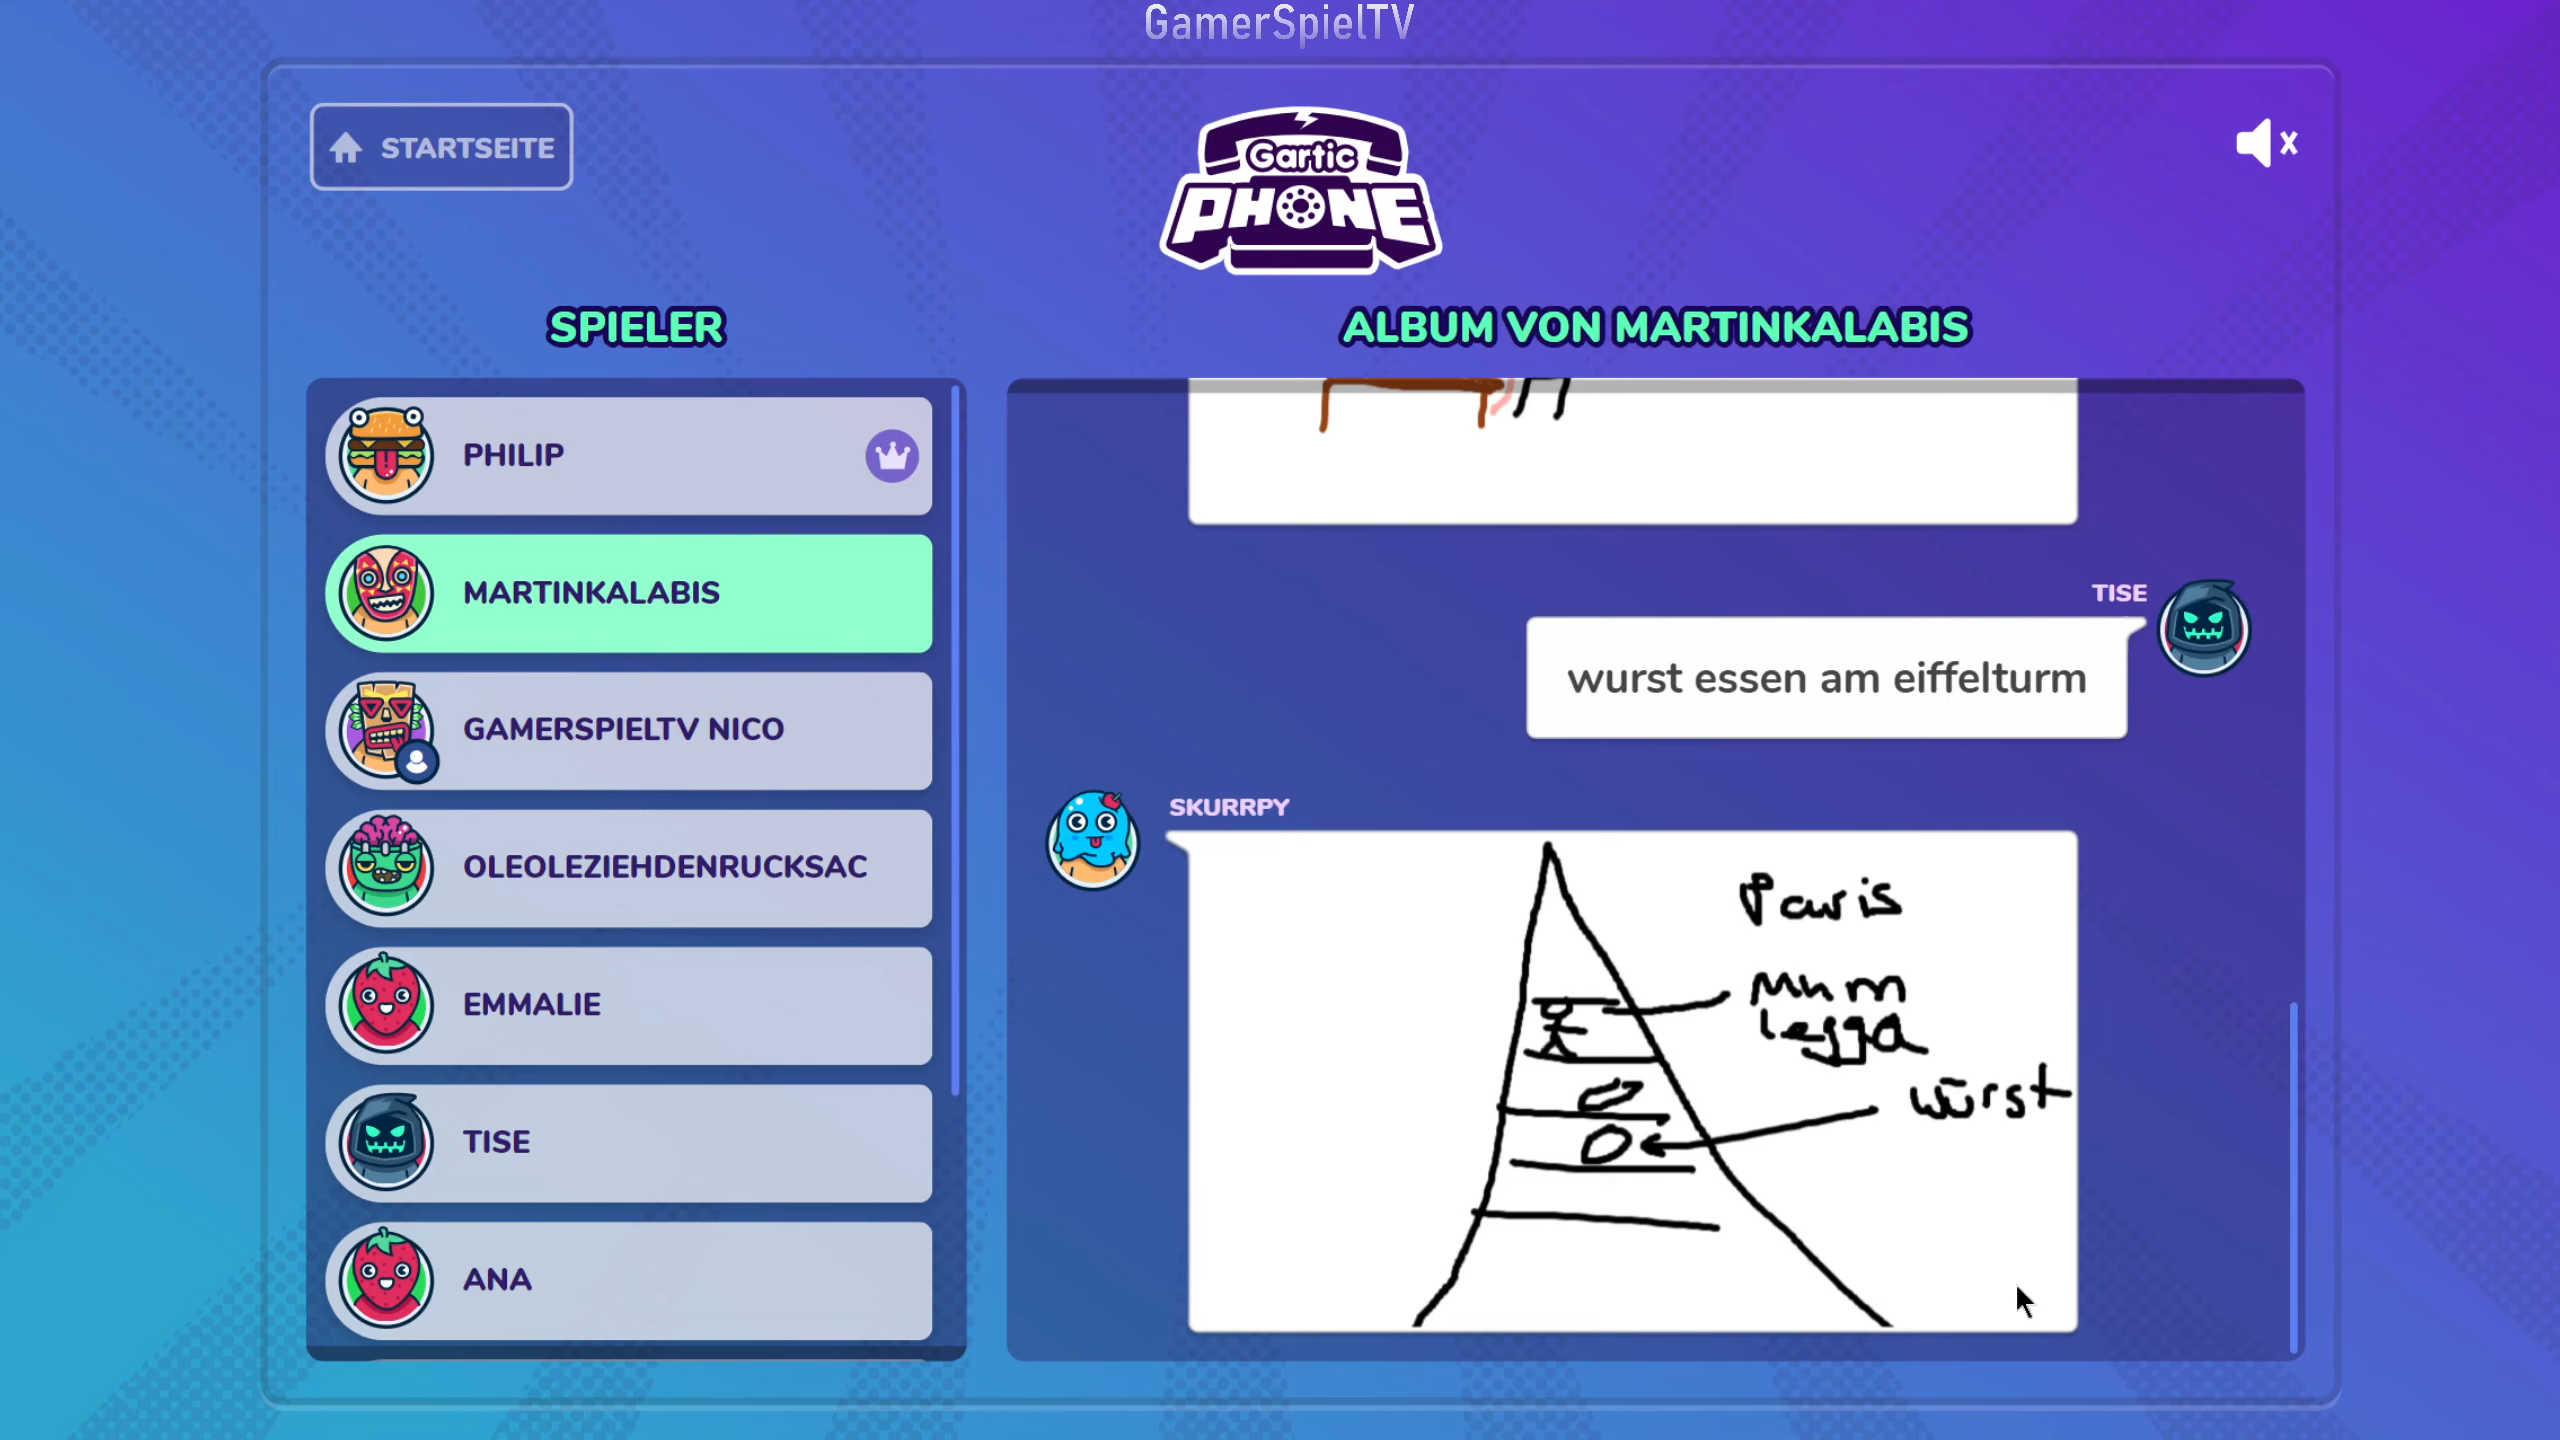 GamerSpielTV
STARTSEITE
Gartic
PHONE
x
SPIELER
ALBUM VON MARTINKALABIS
PHILIP
MARTINKALABIS
GAMERSPIELTV NICO
OLEOLEZIEHDENRUCKSAC
EMMALIE
TISE
ANA
TISE
wurst essen am eiffelturm
SKURRPY
Paris
Mhm
legga
würst